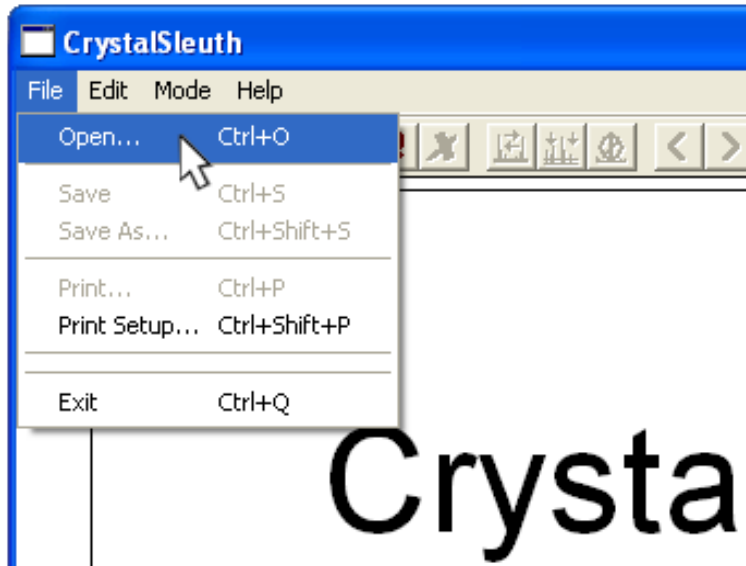 CrystalSleuth
File Edit Mode Help
Open... Ctrl+O
Save Ctrl+S
Save As... Ctrl+Shift+S
Print... Ctrl+P
Print Setup... Ctrl+Shift+P
Exit Ctrl+Q
Crysta